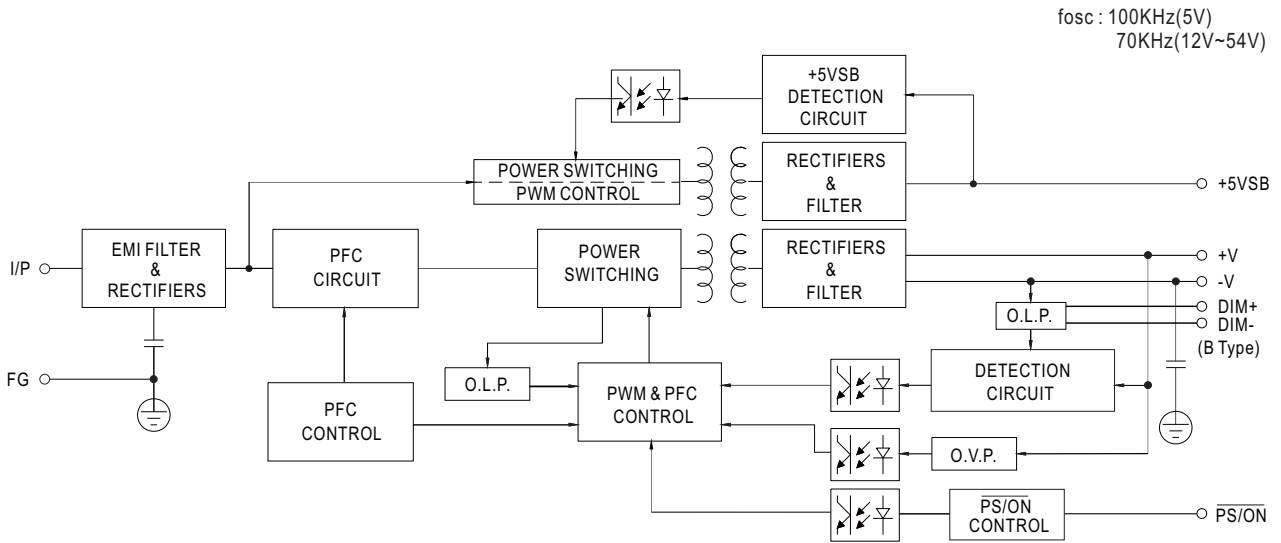 fosc : 100KHz(5V)
70KHz(12V~54V)
+5VSB
DETECTION
CIRCUIT
POWER SWITCHING
PWM CONTROL
RECTIFIERS
&
FILTER
+5VSB
I/P
EMI FILTER
&
RECTIFIERS
PFC
CIRCUIT
POWER
SWITCHING
RECTIFIERS
&
FILTER
+V
-V
O.L.P.
DIM+
DIM-
(B Type)
FG
PFC
CONTROL
O.L.P.
PWM & PFC
CONTROL
DETECTION
CIRCUIT
O.V.P.
PS/ON
CONTROL
PS/ON